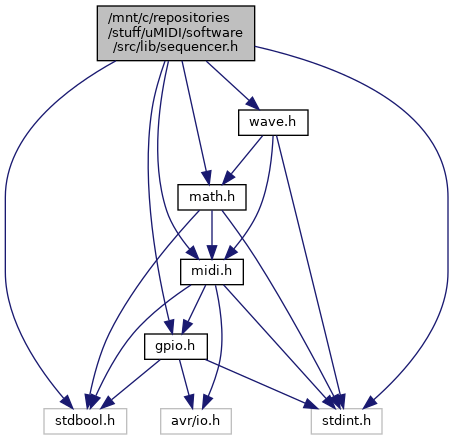 /mnt/c/repositories
/stuff/uMIDI/software
/src/lib/sequencer.h
wave.h
math.h
midi.h
gpio.h
stdbool.h
avr/io.h
stdint.h